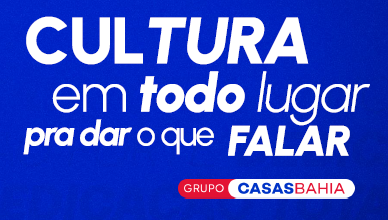 CULTURA
em todo lugar
pra dar o que FALAR
GRUPO CASASBAHIA